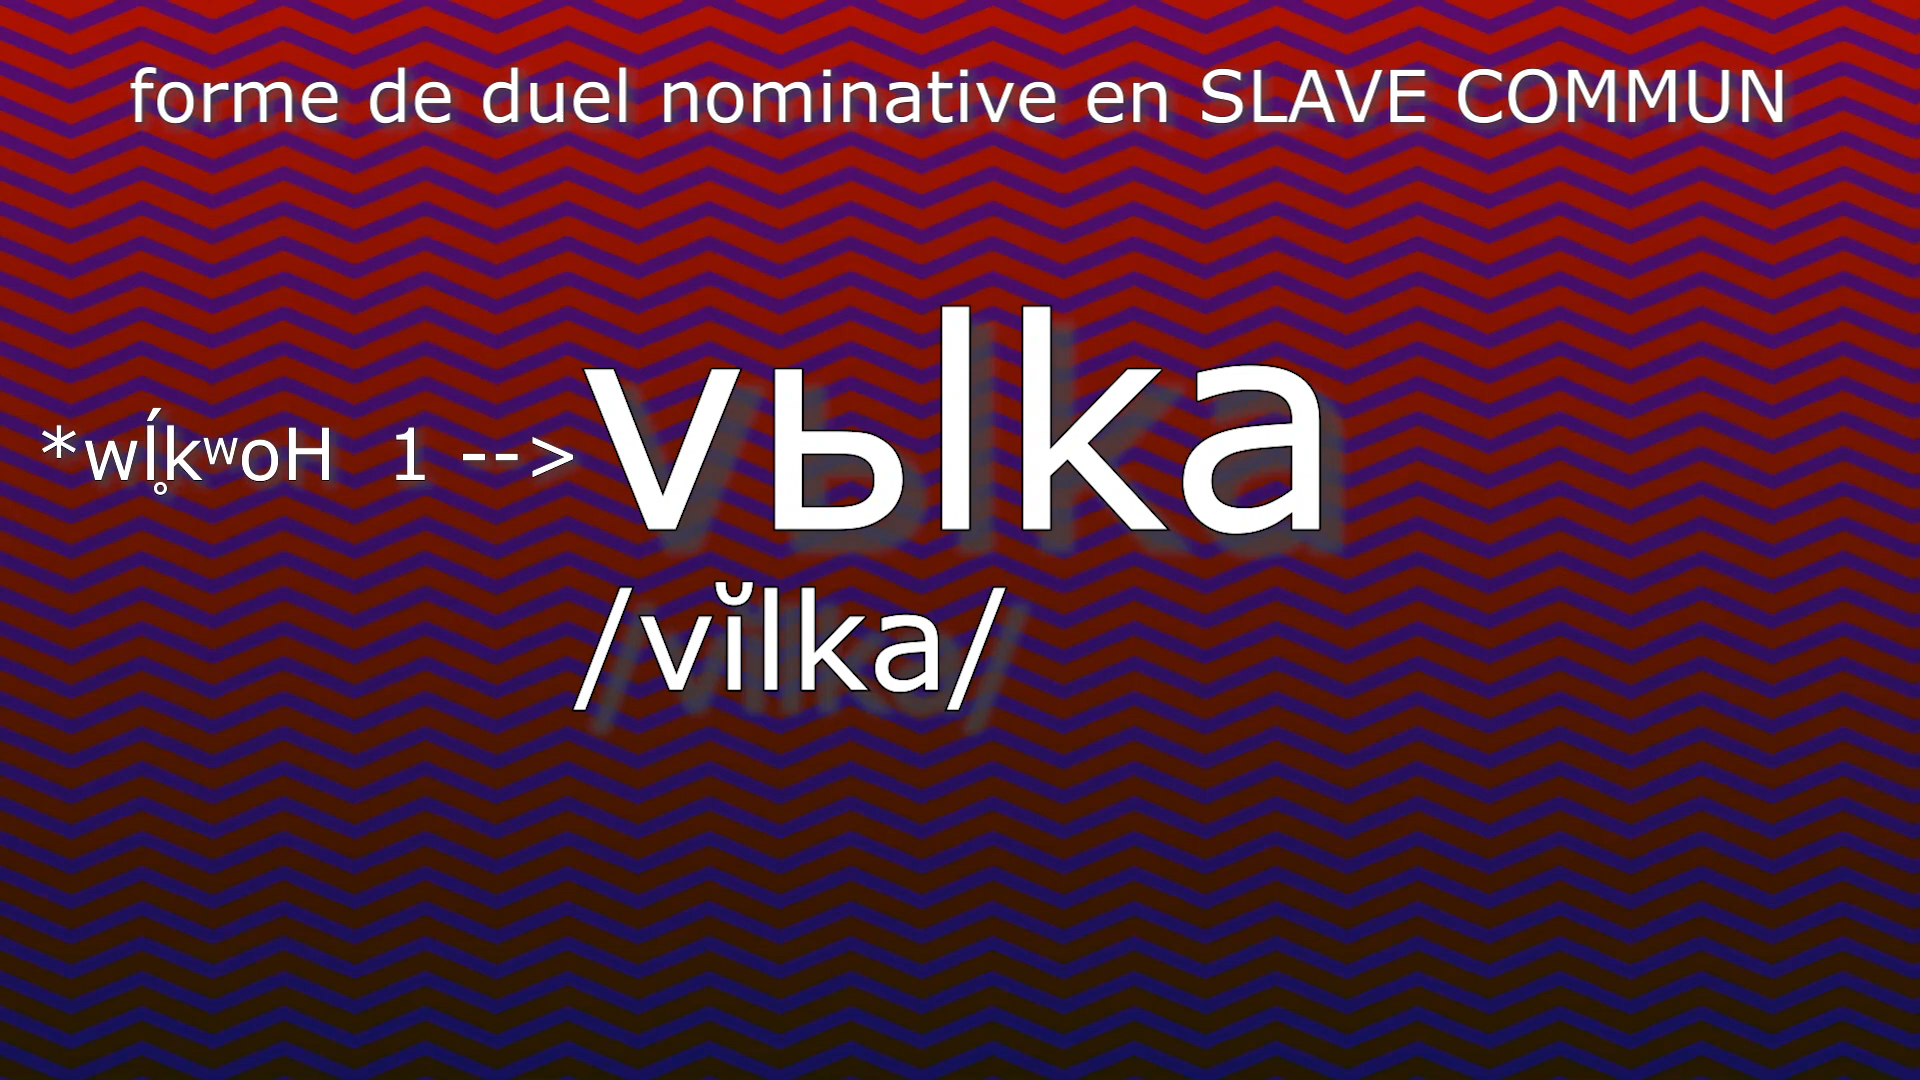 forme de duel nominative en SLAVE COMMUN
*wĺ̥kʷoH 1 -->
vьlka
/vĭlka/